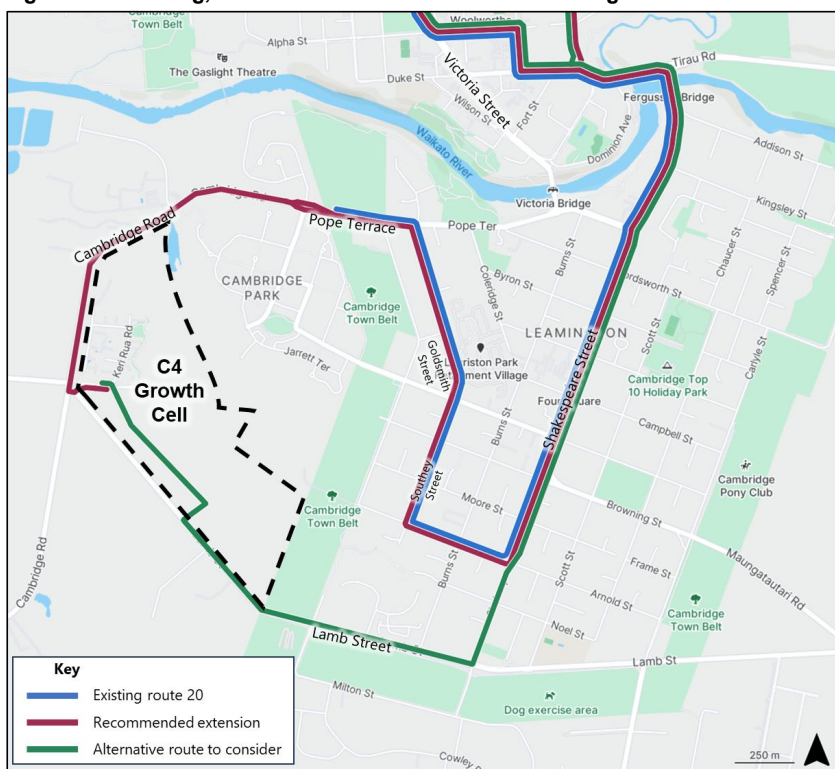 Woolworths
Cambridge
Town Belt
Alpha St
The Gaslight Theatre
Duke St
Tirau Rd
Victoria Street
Wilson St
Fort St
Fergusson Bridge
Dominion Ave
Addison St
Waikato River
Kingsley St
Victoria Bridge
Cambridge Road
Pope Terrace
Pope Ter
Burns St
Chaucer St
Spencer St
CAMBRIDGE
PARK
Byron St
Coleridge St
LEAMINGTON
Scott St
Cambridge
Town Belt
Keri Rua Rd
Jarrett Ter
Goldsmith
Street
Carlyle St
Cambridge Top
10 Holiday Park
C4
Growth
Cell
Burns St
Shakespeare Street
Campbell St
Southey
Street
Moore St
Cambridge
Pony Club
Cambridge
Town Belt
Browning St
Maungatautari Rd
Cambridge Rd
Burns St
Scott St
Frame St
Arnold St
Cambridge
Town Belt
Noel St
Lamb Street
Lamb St
Milton St
Dog exercise area
Key
Existing route 20
Recommended extension
Alternative route to consider
250 m